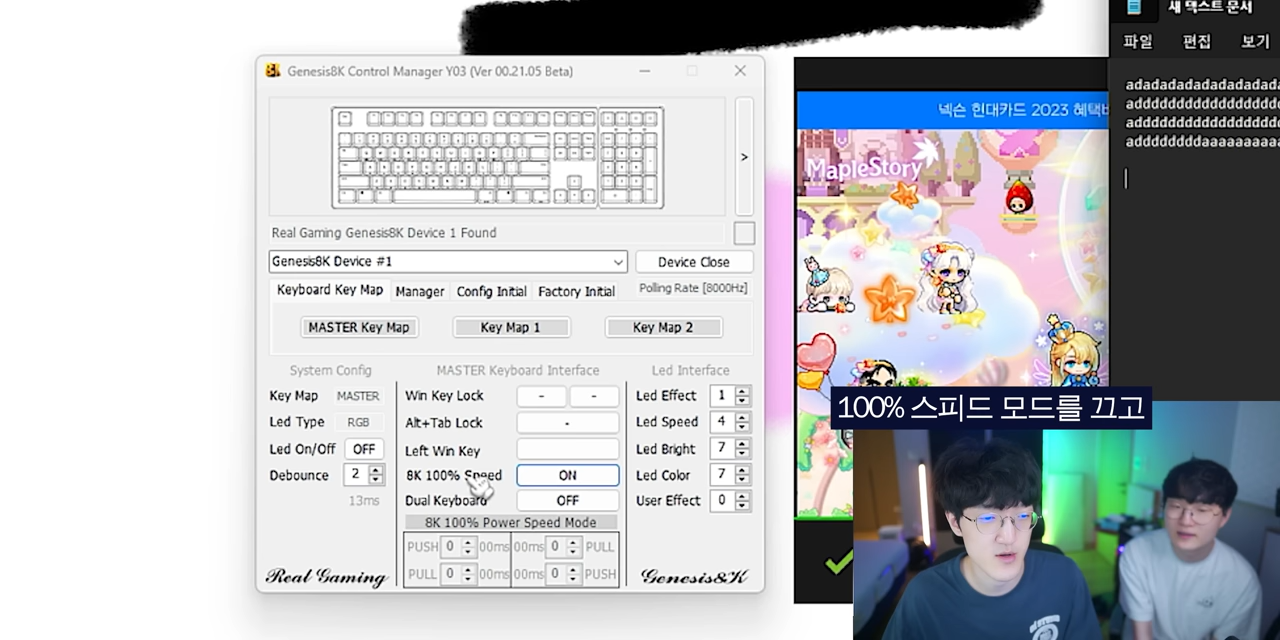 Genesis8K Control Manager Y03 (Ver 00.21.05 Beta)
>
Real Gaming Genesis8K Device 1 Found
Genesis8K Device #1
Device Close
Keyboard Key Map
Manager
Config Initial
Factory Initial
Polling Rate [8000Hz]
MASTER Key Map
Key Map 1
Key Map 2
System Config
MASTER Keyboard Interface
Led Interface
Key Map MASTER
Win Key Lock - -
Led Effect 1
Led Type RGB
Alt+Tab Lock -
Led Speed 4
Led On/Off OFF
Left Win Key
Led Bright 7
Debounce 2
8K 100% Speed ON
Led Color 7
13ms
Dual Keyboard OFF
User Effect 0
8K 100% Power Speed Mode
PUSH 0 00ms 00ms 0 PULL
PULL 0 00ms 00ms 0 PUSH
Real Gaming
Genesis8K
넥슨 현대카드 2023 혜택
MapleStory
새 텍스트 문서
파일 편집 보기
adadadadadadadadada
addddddddddddddddd
addddddddddddddddd
adddddddddaaaaaaaaa
100% 스피드 모드를 끄고